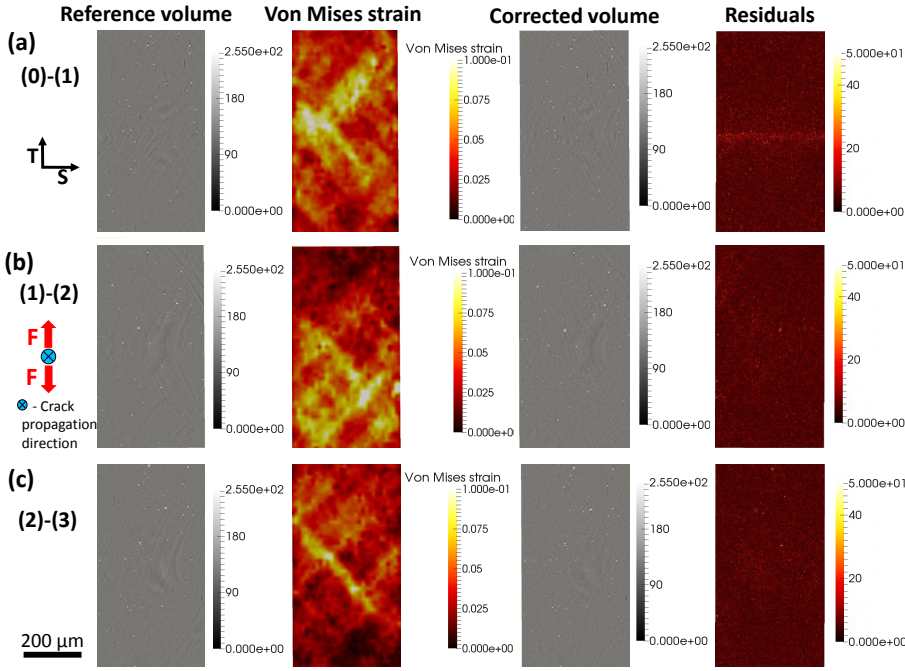 Reference volume Von Mises strain Corrected volume Residuals
(a)
(0)-(1)
T
S
2.550e+02
180
90
0.000e+00
Von Mises strain
1.000e-01
0.075
0.05
0.025
0.000e+00
2.550e+02
180
90
0.000e+00
5.000e+01
40
20
0.000e+00
(b)
(1)-(2)
F
F
- Crack
propagation
direction
2.550e+02
180
90
0.000e+00
Von Mises strain
1.000e-01
0.075
0.05
0.025
0.000e+00
2.550e+02
180
90
0.000e+00
5.000e+01
40
20
0.000e+00
(c)
(2)-(3)
200 µm
2.550e+02
180
90
0.000e+00
Von Mises strain
1.000e-01
0.075
0.05
0.025
0.000e+00
2.550e+02
180
90
0.000e+00
5.000e+01
40
20
0.000e+00